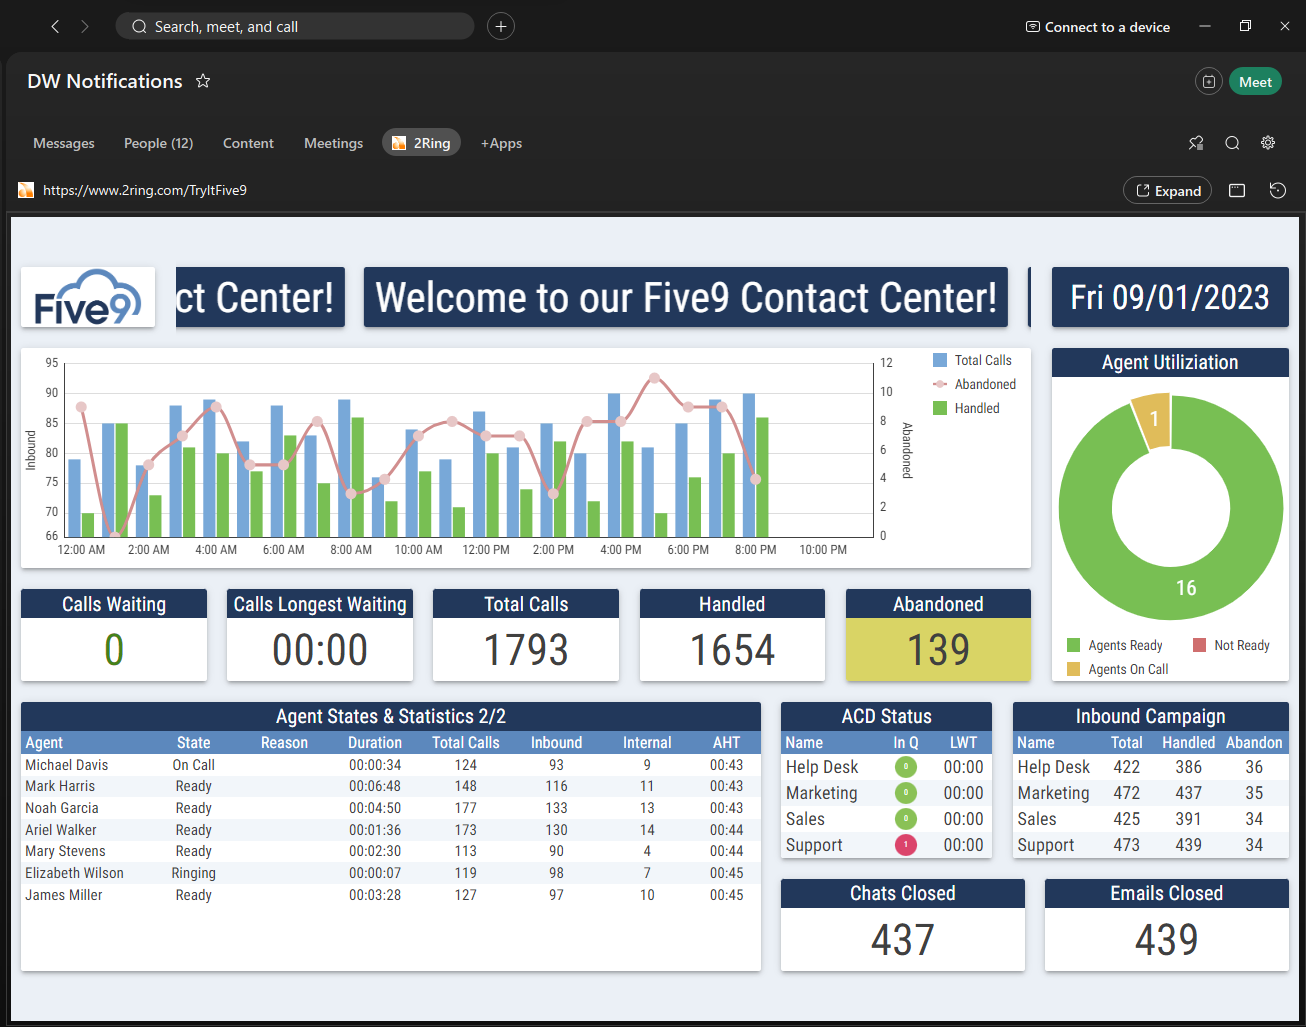 Search, meet, and call
Connect to a device
DW Notifications
Meet
Messages People (12) Content Meetings 2Ring +Apps
https://www.2ring.com/TryItFive9
Expand
Five9
ct Center!
Welcome to our Five9 Contact Center!
Fri 09/01/2023
95
90
85
80
75
70
66
Inbound
12
10
8
6
4
2
0
Abandoned
12:00 AM 2:00 AM 4:00 AM 6:00 AM 8:00 AM 10:00 AM 12:00 PM 2:00 PM 4:00 PM 6:00 PM 8:00 PM 10:00 PM
Total Calls
Abandoned
Handled
Agent Utiliziation
1
16
Agents Ready Not Ready
Agents On Call
Calls Waiting
0
Calls Longest Waiting
00:00
Total Calls
1793
Handled
1654
Abandoned
139
Agent States & Statistics 2/2
Agent State Reason Duration Total Calls Inbound Internal AHT
Michael Davis On Call 00:00:34 124 93 9 00:43
Mark Harris Ready 00:06:48 148 116 11 00:43
Noah Garcia Ready 00:04:50 177 133 13 00:43
Ariel Walker Ready 00:01:36 173 130 14 00:44
Mary Stevens Ready 00:02:30 113 90 4 00:44
Elizabeth Wilson Ringing 00:00:07 119 98 7 00:45
James Miller Ready 00:03:28 127 97 10 00:45
ACD Status
Name In Q LWT
Help Desk 0 00:00
Marketing 0 00:00
Sales 0 00:00
Support 1 00:00
Inbound Campaign
Name Total Handled Abandon
Help Desk 422 386 36
Marketing 472 437 35
Sales 425 391 34
Support 473 439 34
Chats Closed
437
Emails Closed
439